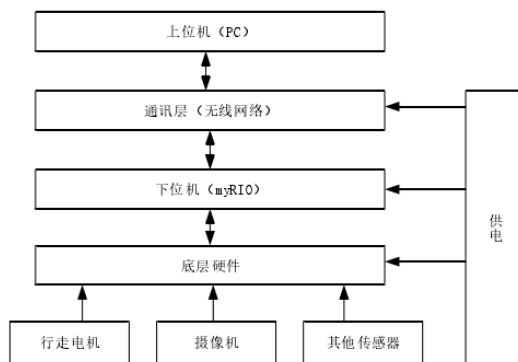 上位机（PC）
通讯层（无线网络）
下位机（myRIO）
供电
底层硬件
行走电机
摄像机
其他传感器